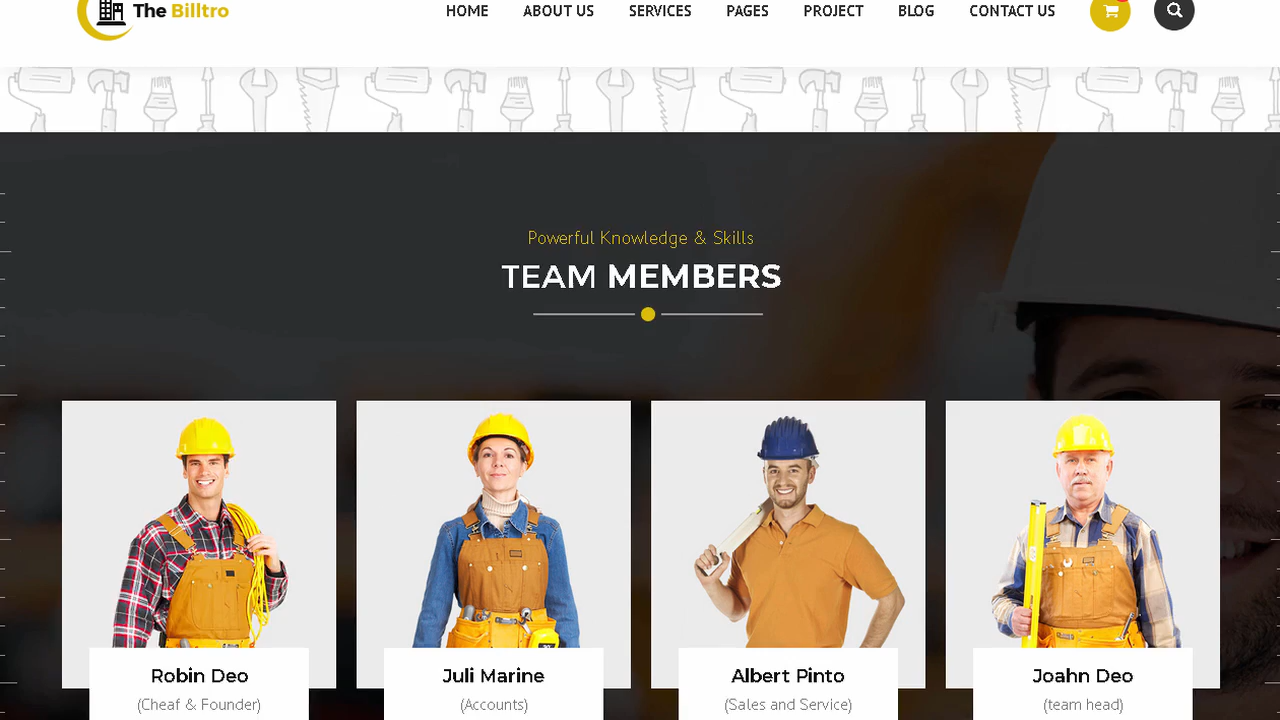 The Billtro
HOME ABOUT US SERVICES PAGES PROJECT BLOG CONTACT US
Powerful Knowledge & Skills
TEAM MEMBERS
Robin Deo
(Cheaf & Founder)
Juli Marine
(Accounts)
Albert Pinto
(Sales and Service)
Joahn Deo
(team head)